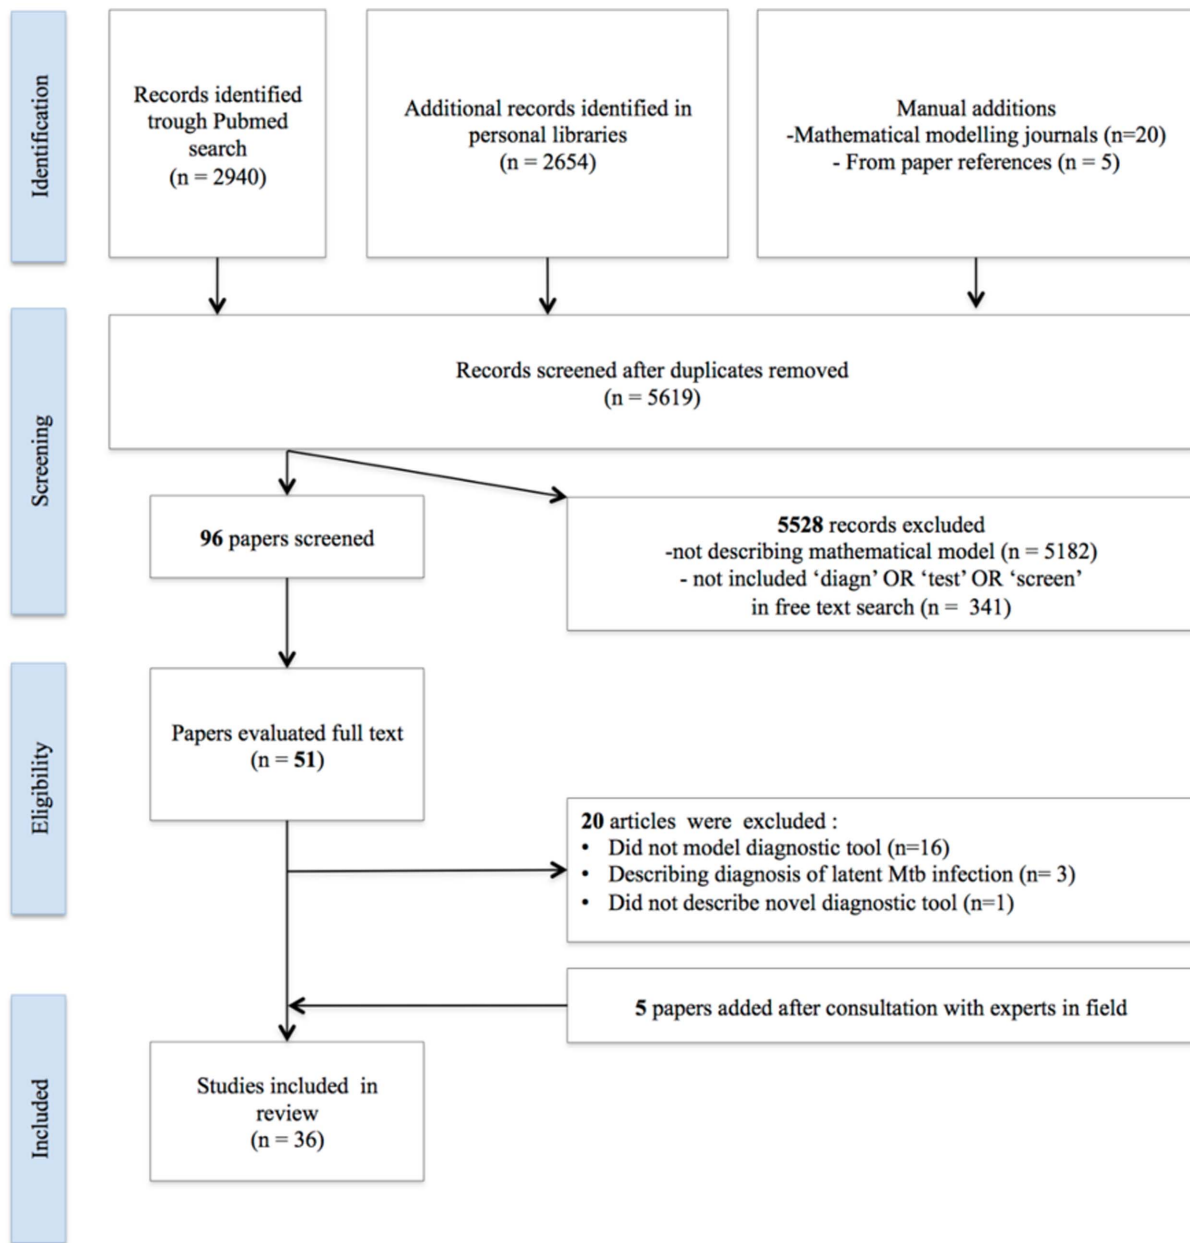 Identification
Records identified
trough Pubmed
search
(n = 2940)
Additional records identified in
personal libraries
(n = 2654)
Manual additions
-Mathematical modelling journals (n=20)
- From paper references (n = 5)
Screening
Records screened after duplicates removed
(n = 5619)
96 papers screened
5528 records excluded
-not describing mathematical model (n = 5182)
- not included ‘diagn’ OR ‘test’ OR ‘screen’
in free text search (n = 341)
Eligibility
Papers evaluated full text
(n = 51)
20 articles were excluded :
• Did not model diagnostic tool (n=16)
• Describing diagnosis of latent Mtb infection (n= 3)
• Did not describe novel diagnostic tool (n=1)
Included
5 papers added after consultation with experts in field
Studies included in
review
(n = 36)